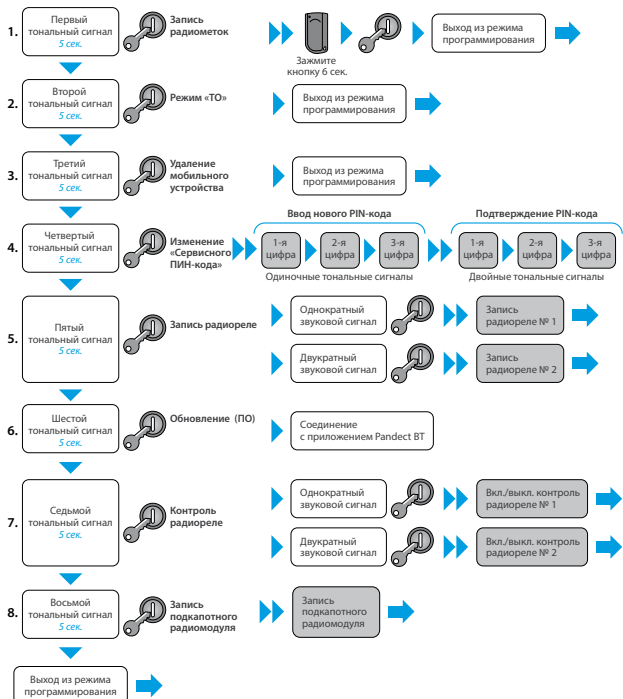 1.
Первый
тональный сигнал
5 сек.
Запись
радиометок
Зажмите
кнопку 6 сек.
Выход из режима
программирования
2.
Второй
тональный сигнал
5 сек.
Режим «ТО»
Выход из режима
программирования
3.
Третий
тональный сигнал
5 сек.
Удаление
мобильного
устройства
Выход из режима
программирования
4.
Четвертый
тональный сигнал
5 сек.
Изменение
«Сервисного
ПИН-кода»
Ввод нового PIN-кода
1-я
цифра
2-я
цифра
3-я
цифра
Одиночные тональные сигналы
Подтверждение PIN-кода
1-я
цифра
2-я
цифра
3-я
цифра
Двойные тональные сигналы
5.
Пятый
тональный сигнал
5 сек.
Запись радиореле
Однократный
звуковой сигнал
Запись
радиореле № 1
Двукратный
звуковой сигнал
Запись
радиореле № 2
6.
Шестой
тональный сигнал
5 сек.
Обновление (ПО)
Соединение
с приложением Pandect BT
7.
Седьмой
тональный сигнал
5 сек.
Контроль
радиореле
Однократный
звуковой сигнал
Вкл./выкл. контроль
радиореле № 1
Двукратный
звуковой сигнал
Вкл./выкл. контроль
радиореле № 2
8.
Восьмой
тональный сигнал
5 сек.
Запись
подкапотного
радиомодуля
Запись
подкапотного
радиомодуля
Выход из режима
программирования